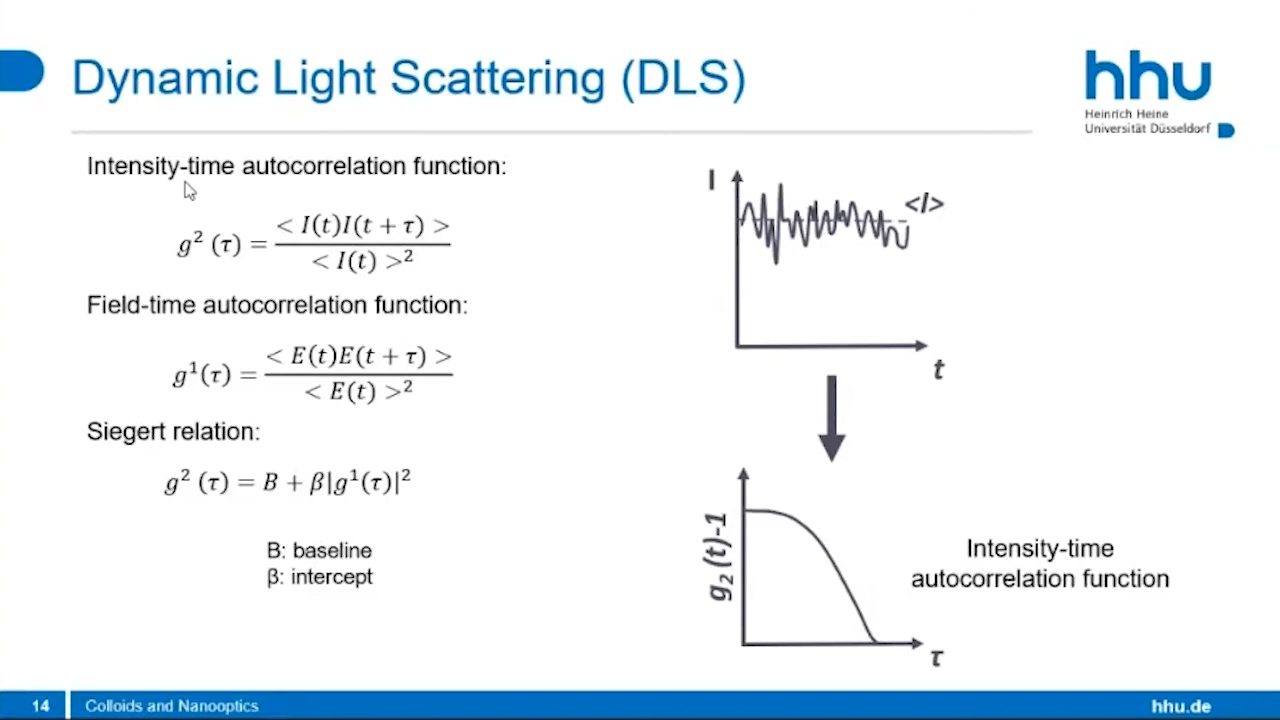 Dynamic Light Scattering (DLS)
hhu
Heinrich Heine
Universität Düsseldorf
Intensity-time autocorrelation function:
g² (τ) = < I(t)I(t + τ) > / < I(t) >²
Field-time autocorrelation function:
g¹(τ) = < E(t)E(t + τ) > / < E(t) >²
Siegert relation:
g² (τ) = B + β|g¹(τ)|²
B: baseline
β: intercept
I
<I>
t
g₂(t)-1
τ
Intensity-time
autocorrelation function
14
Colloids and Nanooptics
hhu.de